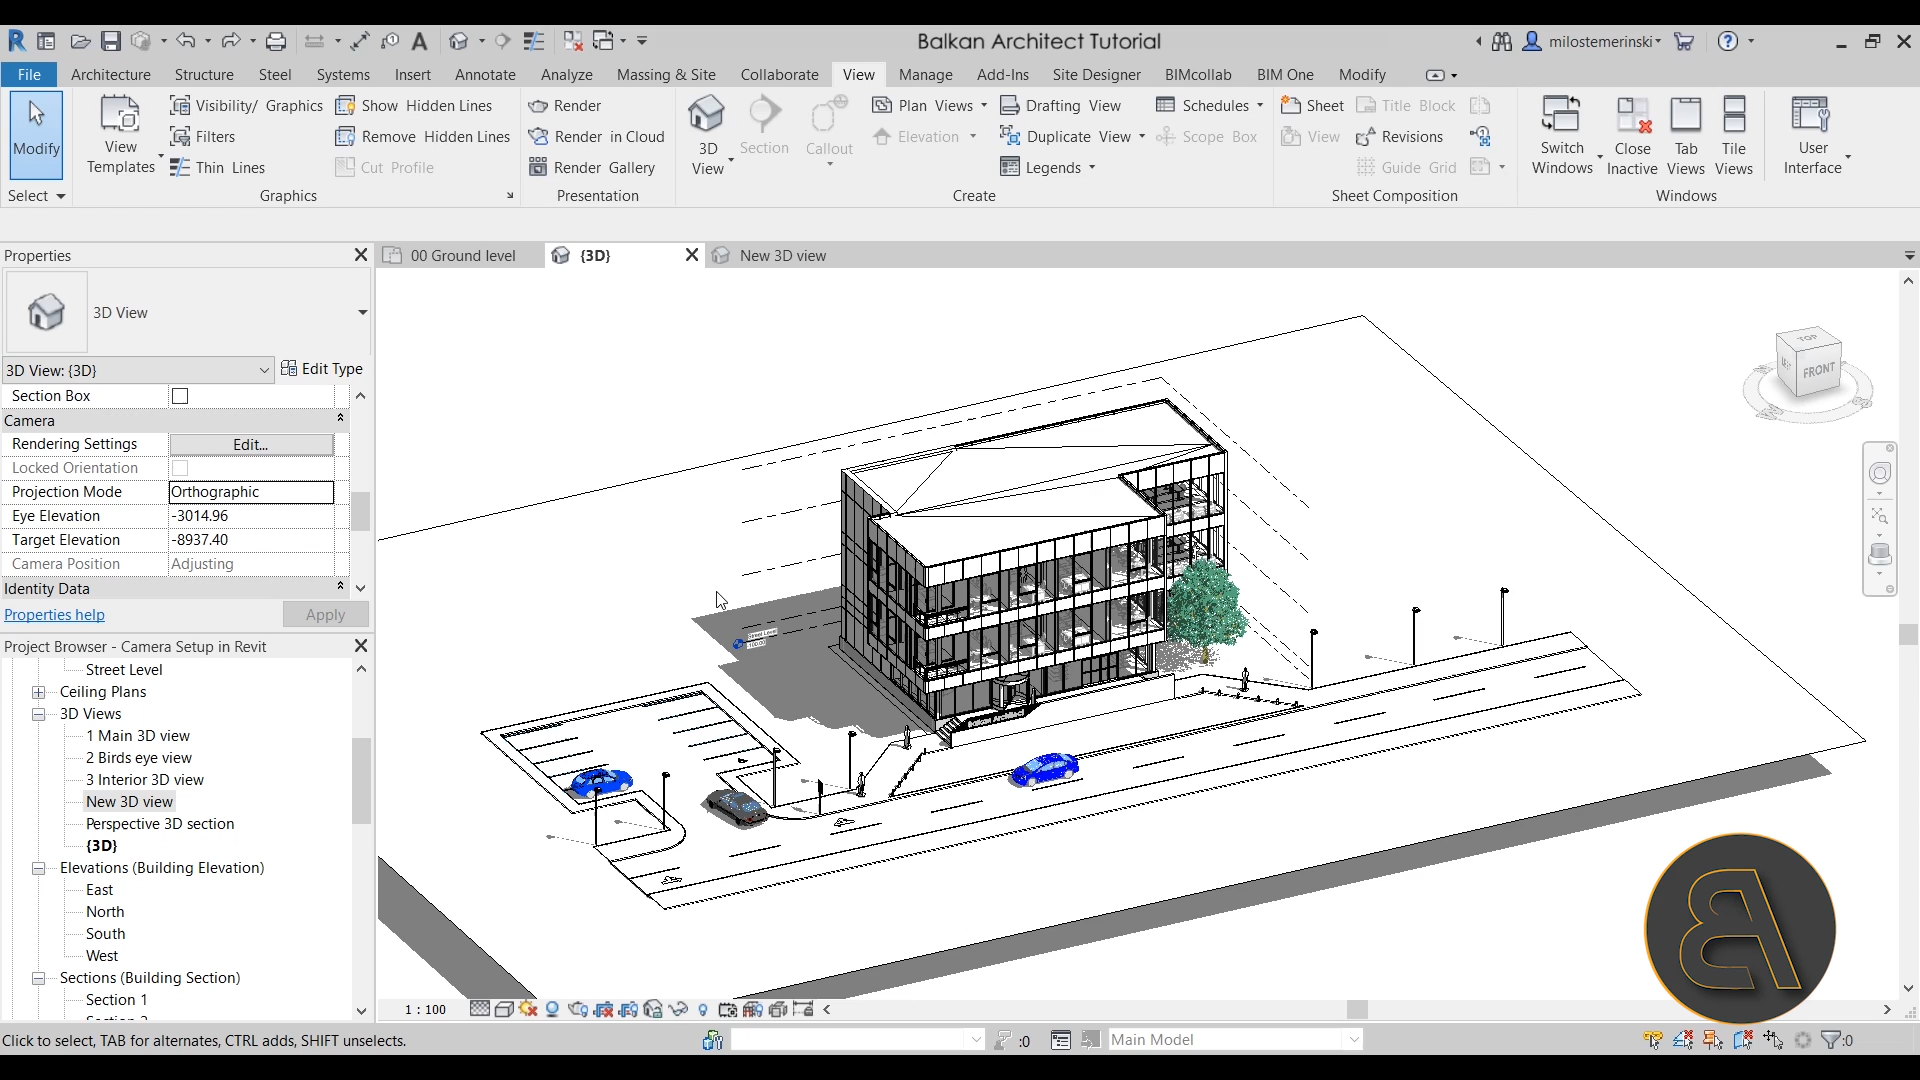 Balkan Architect Tutorial
milostemerinski
File Architecture Structure Steel Systems Insert Annotate Analyze Massing & Site Collaborate View Manage Add-Ins Site Designer BIMcollab BIM One Modify
Modify
Select
View
Templates
Visibility/ Graphics
Filters
Thin Lines
Show Hidden Lines
Remove Hidden Lines
Cut Profile
Graphics
Render
Render in Cloud
Render Gallery
Presentation
3D
View
Section
Callout
Plan Views
Elevation
Drafting View
Duplicate View
Legends
Schedules
Scope Box
Create
Sheet
View
Title Block
Revisions
Guide Grid
Sheet Composition
Switch
Windows
Close
Inactive
Tab
Views
Tile
Views
Windows
User
Interface
Properties
3D View
3D View: {3D}
Edit Type
Section Box
Camera
Rendering Settings Edit...
Locked Orientation
Projection Mode Orthographic
Eye Elevation -3014.96
Target Elevation -8937.40
Camera Position Adjusting
Identity Data
Properties help
Apply
Project Browser - Camera Setup in Revit
Street Level
Ceiling Plans
3D Views
1 Main 3D view
2 Birds eye view
3 Interior 3D view
New 3D view
Perspective 3D section
{3D}
Elevations (Building Elevation)
East
North
South
West
Sections (Building Section)
Section 1
00 Ground level
{3D}
New 3D view
TOP
FRONT
Street Level
1 : 100
Click to select, TAB for alternates, CTRL adds, SHIFT unselects.
:0
Main Model
:0